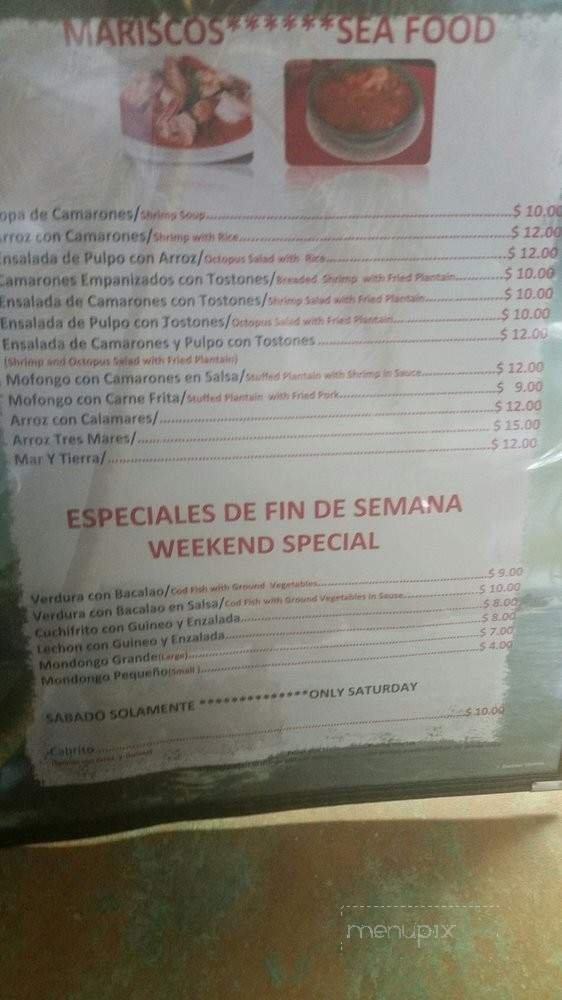 MARISCOS******SEA FOOD
opa de Camarones/Shrimp Soup....................$ 10.00
rroz con Camarones/Shrimp with Rice....................$ 12.00
nsalada de Pulpo con Arroz/Octopus Salad with Rice....................$ 12.00
Camarones Empanizados con Tostones/Breaded Shrimp with Fried Plantain....................$ 10.00
Ensalada de Camarones con Tostones/Shrimp Salad with Fried Plantain....................$ 10.00
Ensalada de Pulpo con Tostones/Octopus Salad with Fried Plantain....................$ 10.00
Ensalada de Camarones y Pulpo con Tostones....................$ 12.00
(Shrimp and Octopus Salad with Fried Plantain)
Mofongo con Camarones en Salsa/Stuffed Plantain with Shrimp in Sauce....................$ 12.00
Mofongo con Carne Frita/Stuffed Plantain with Fried Pork....................$ 9.00
Arroz con Calamares/....................$ 12.00
Arroz Tres Mares/....................$ 15.00
Mar Y Tierra/....................$ 12.00
ESPECIALES DE FIN DE SEMANA
WEEKEND SPECIAL
Verdura con Bacalao/Cod Fish with Ground Vegetables....................$ 9.00
Verdura con Bacalao en Salsa/Cod Fish with Ground Vegetables in Sause....................$ 10.00
Cuchifrito con Guineo y Enzalada....................$ 8.00
Lechon con Guineo y Enzalada....................$ 8.00
Mondongo Grande(Large)....................$ 7.00
Mondongo Pequeño(Small )....................$ 4.00
SABADO SOLAMENTE **************ONLY SATURDAY
Cabrito....................$ 10.00
menupix